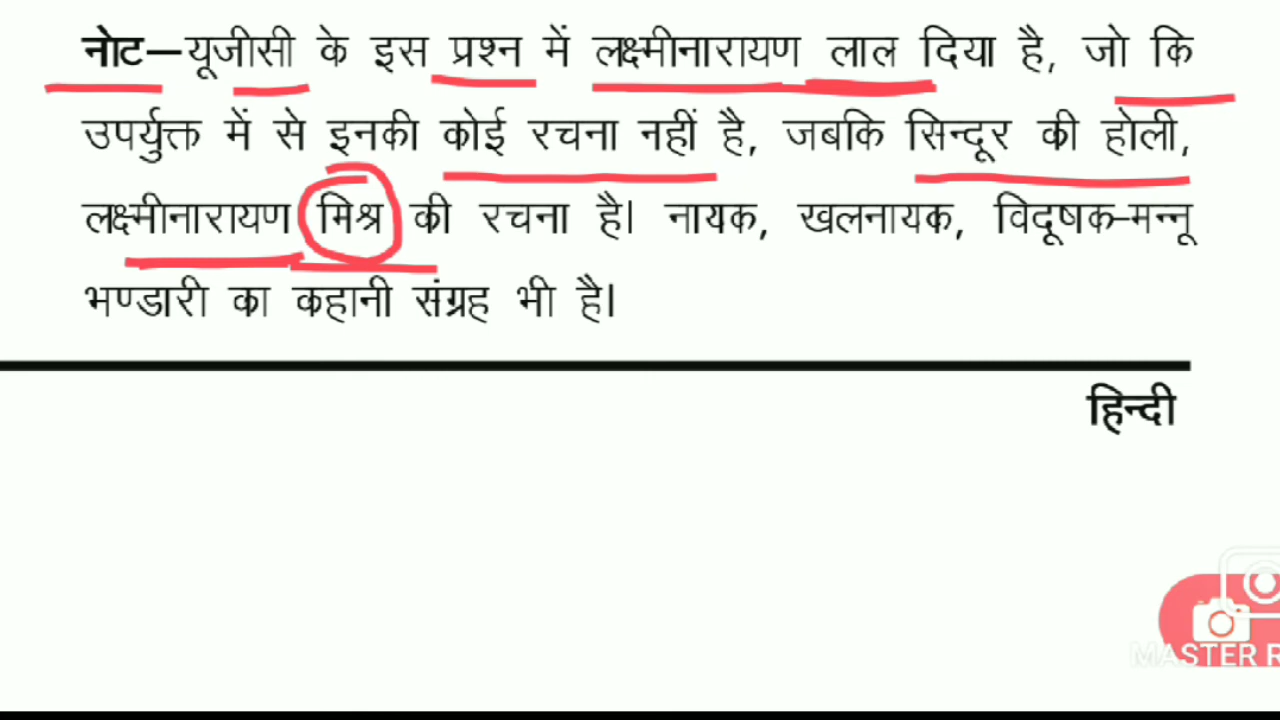 नोट—यूजीसी के इस प्रश्न में लक्ष्मीनारायण लाल दिया है, जो कि
उपर्युक्त में से इनकी कोई रचना नहीं है, जबकि सिन्दूर की होली,
लक्ष्मीनारायण मिश्र की रचना है। नायक, खलनायक, विदूषक–मन्नू
भण्डारी का कहानी संग्रह भी है।
हिन्दी
MASTER R